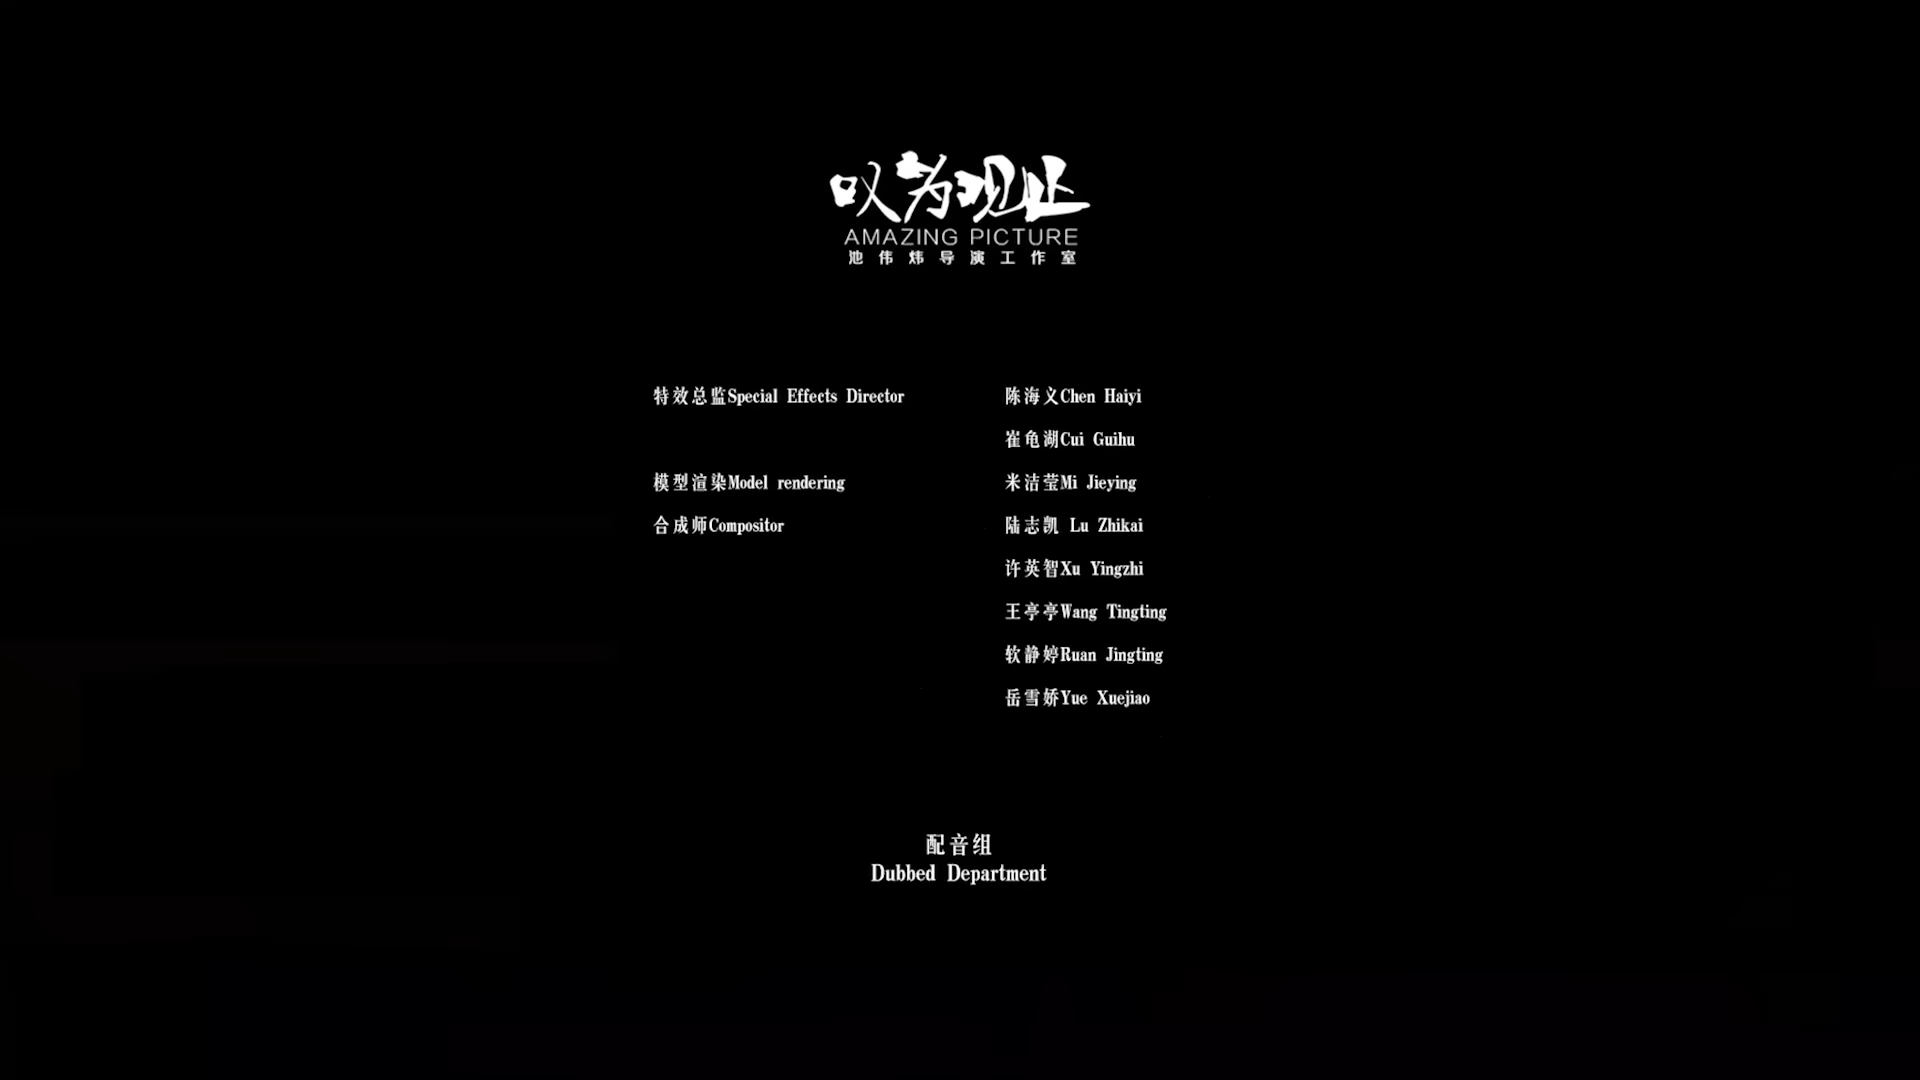 叹为观止
AMAZING PICTURE
池伟炜导演工作室
特效总监Special Effects Director 陈海义Chen Haiyi
崔龟湖Cui Guihu
模型渲染Model rendering 米洁莹Mi Jieying
合成师Compositor 陆志凯 Lu Zhikai
许英智Xu Yingzhi
王亭亭Wang Tingting
软静婷Ruan Jingting
岳雪娇Yue Xuejiao
配音组
Dubbed Department